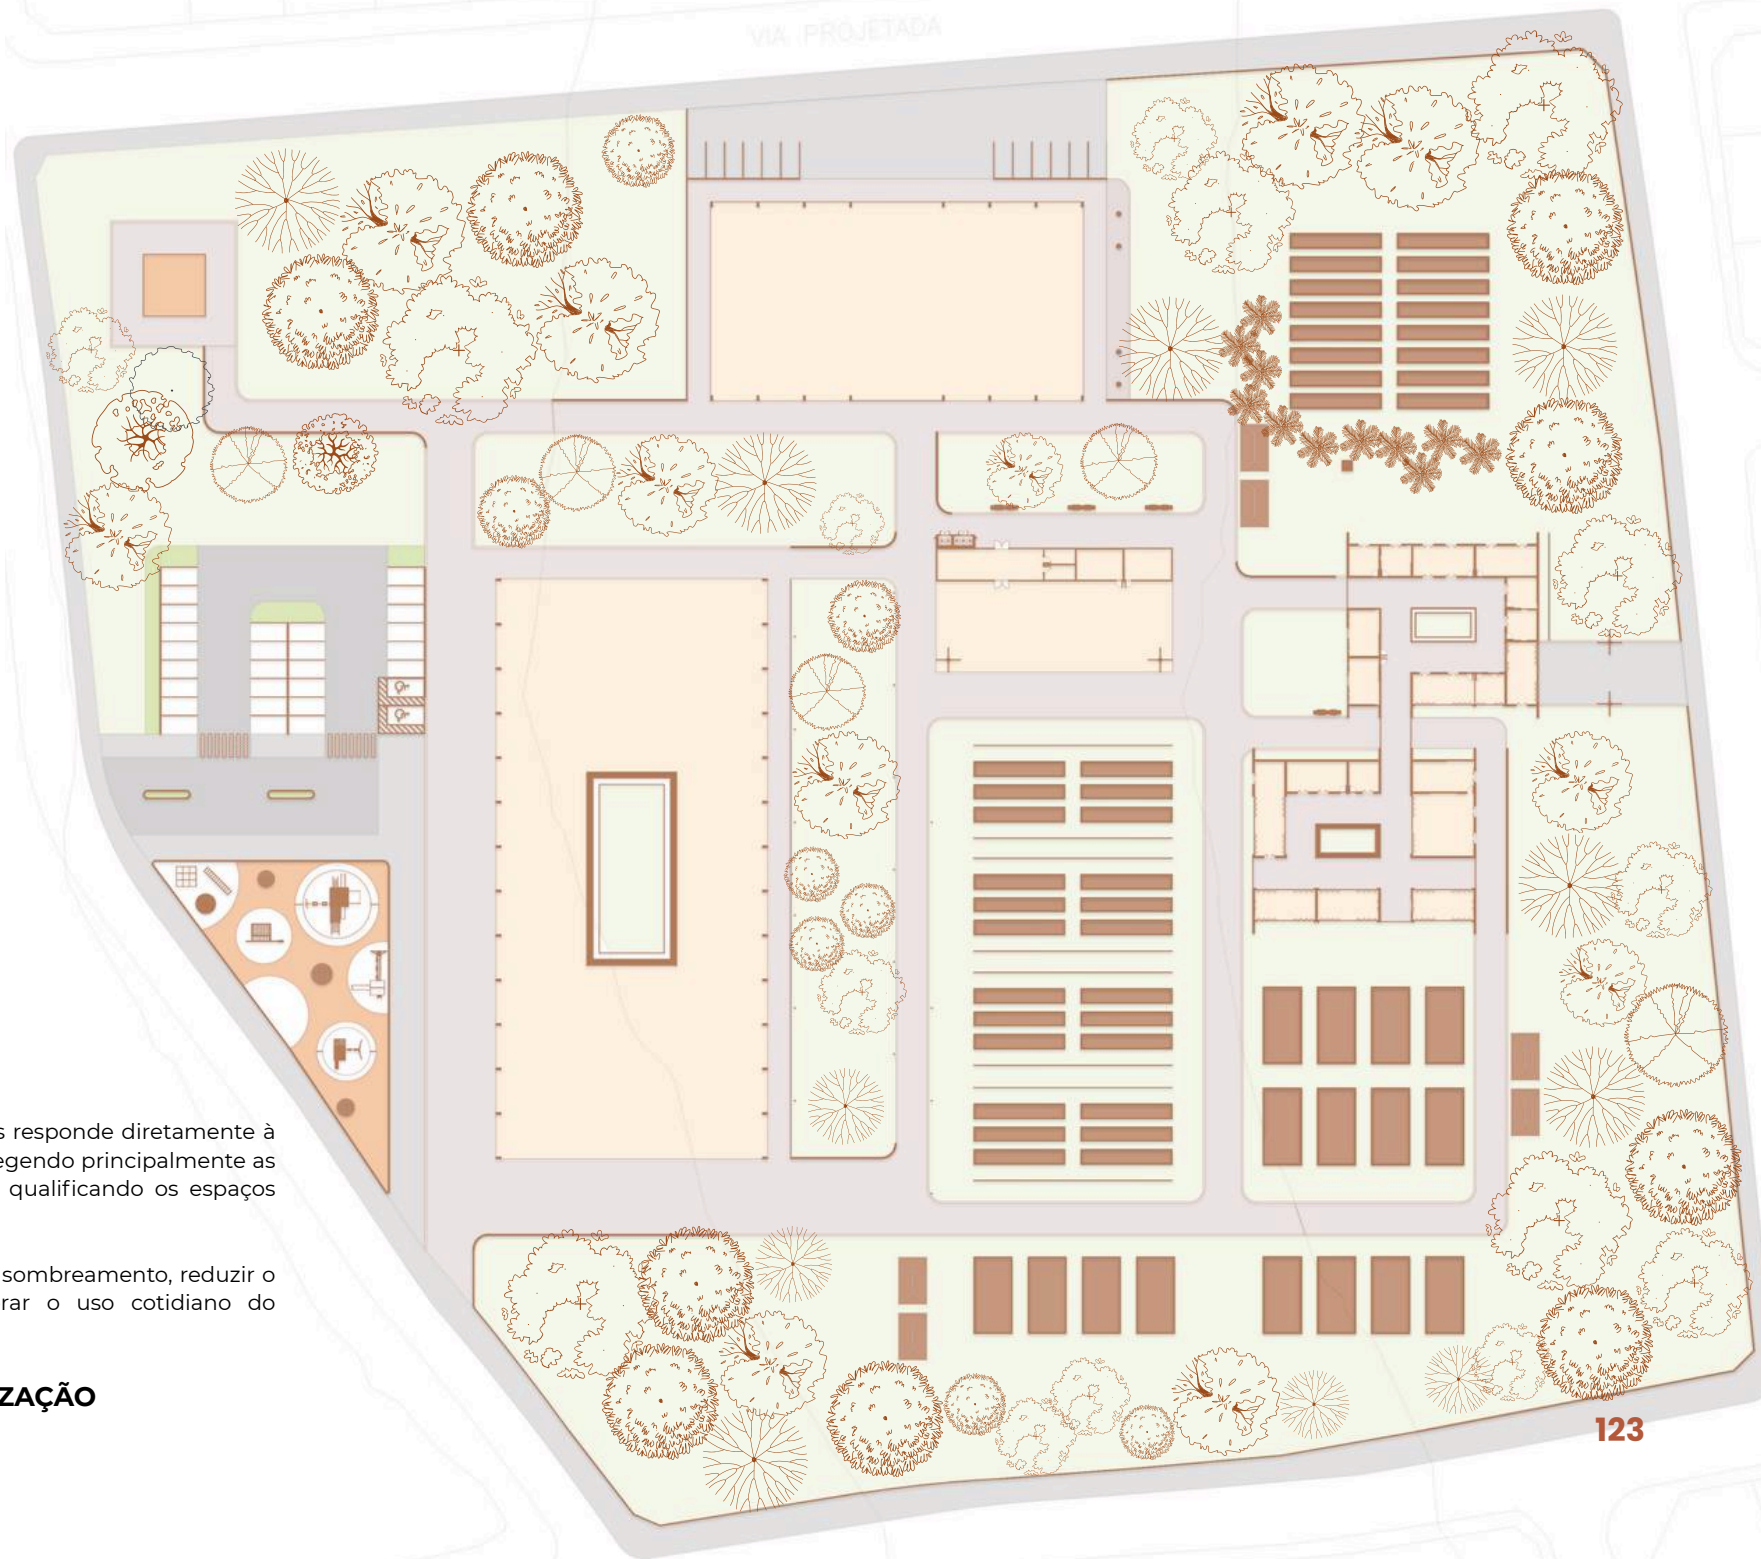 VIA PROJETADA
s responde diretamente à
egendo principalmente as
qualificando os espaços
sombreamento, reduzir o
rar o uso cotidiano do
ZAÇÃO
123